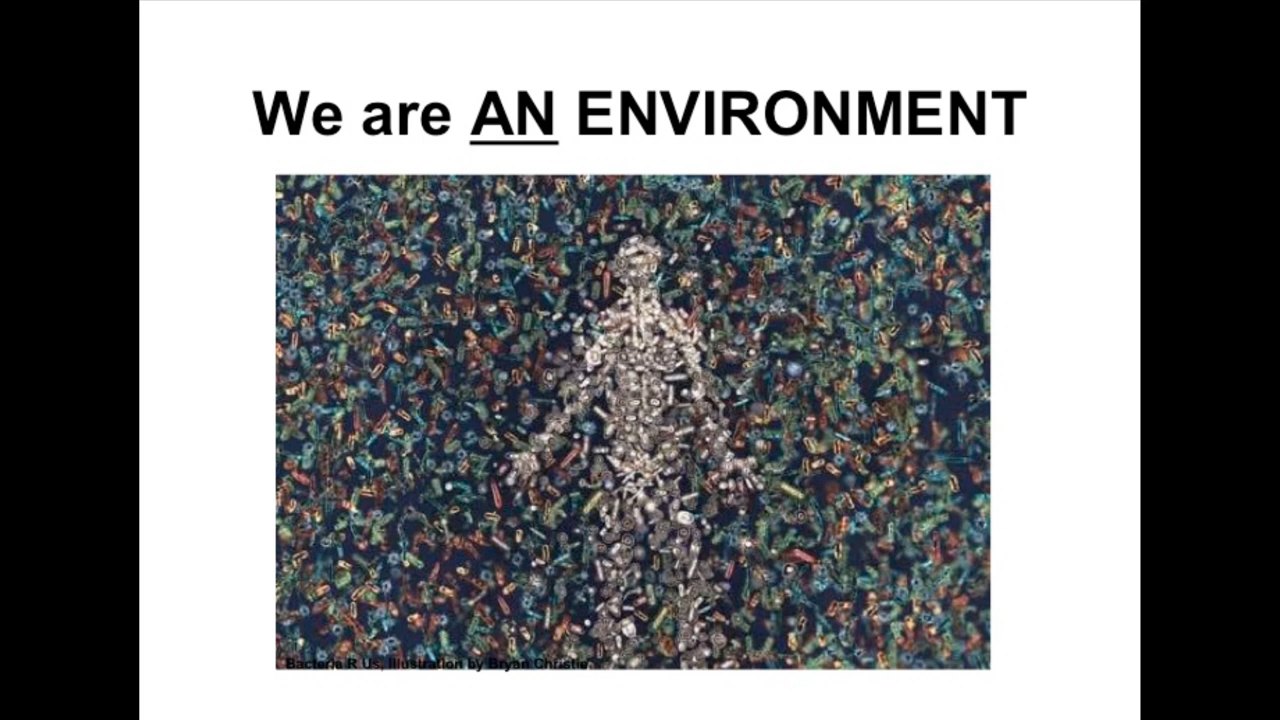 We are AN ENVIRONMENT
Bacteria R Us, Illustration by Bryan Christie.